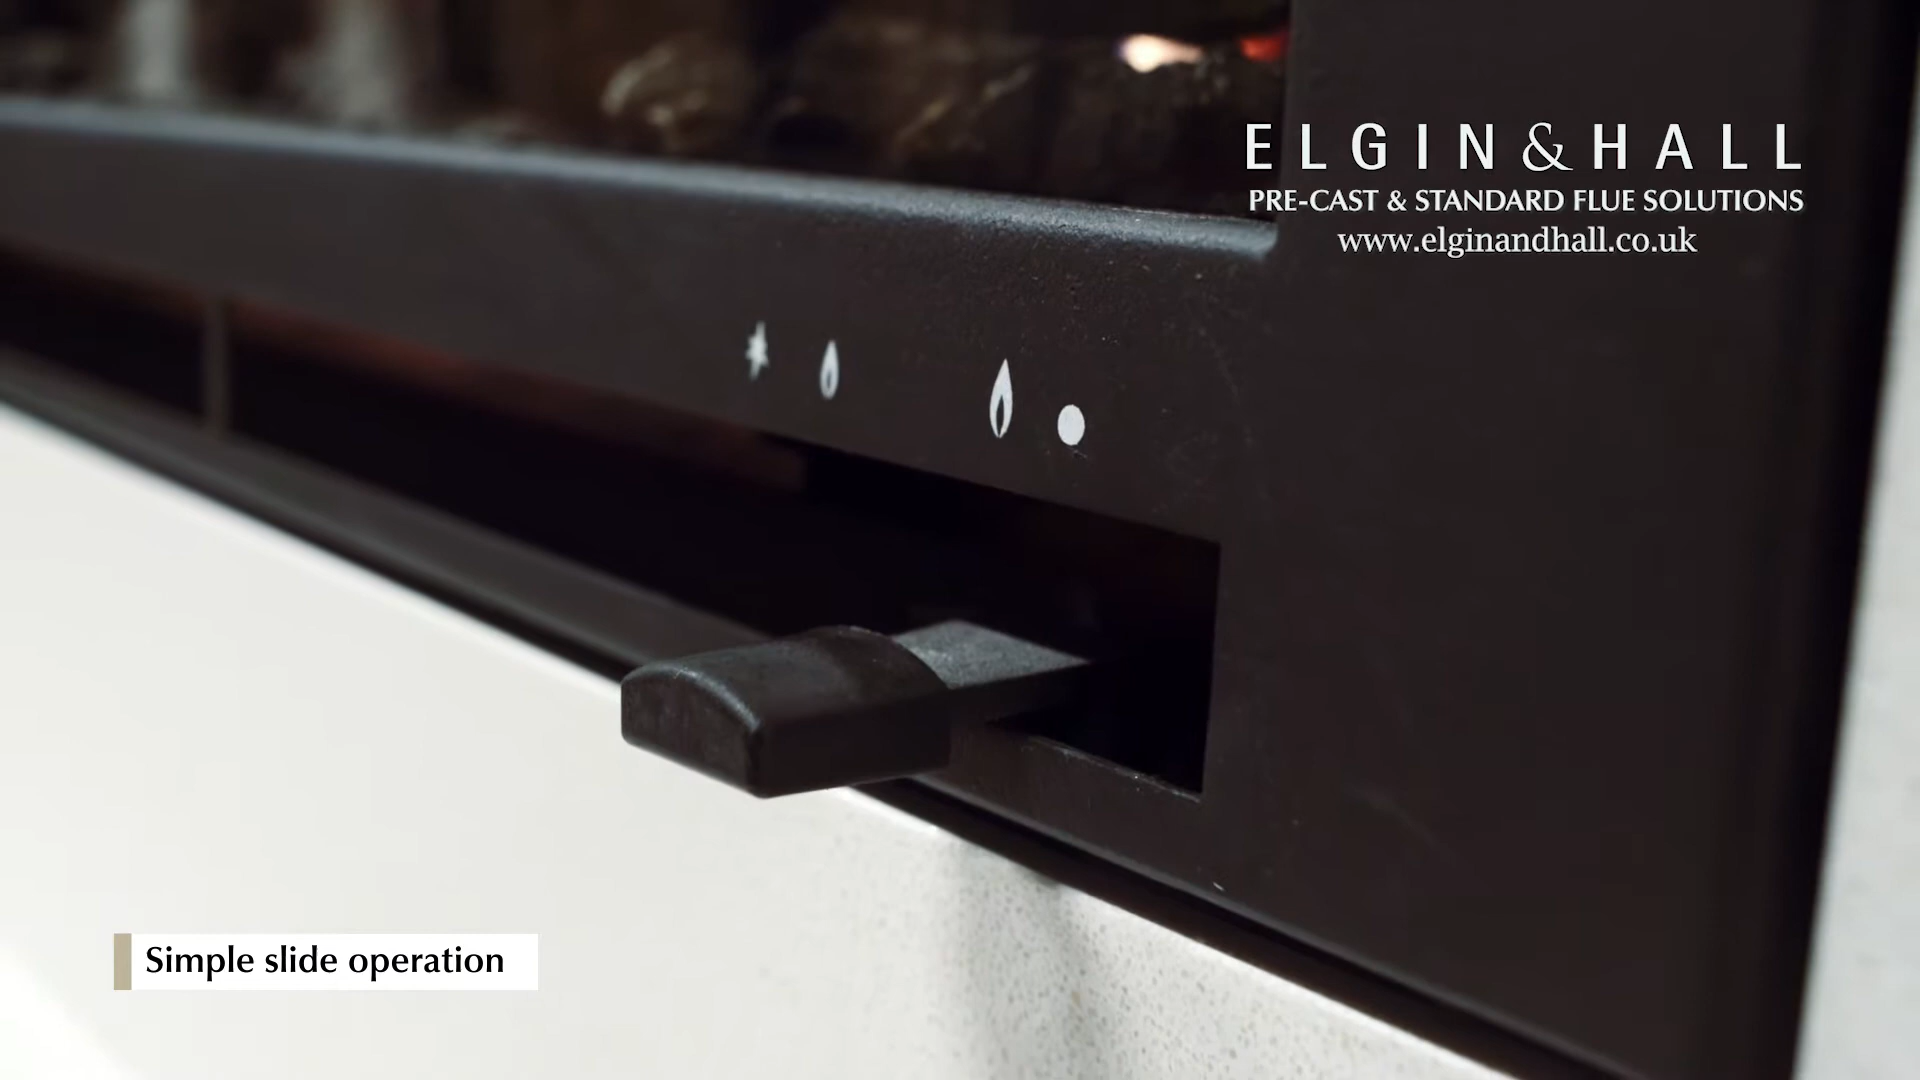 ELGIN & HALL
PRE-CAST & STANDARD FLUE SOLUTIONS
www.elginandhall.co.uk
Simple slide operation